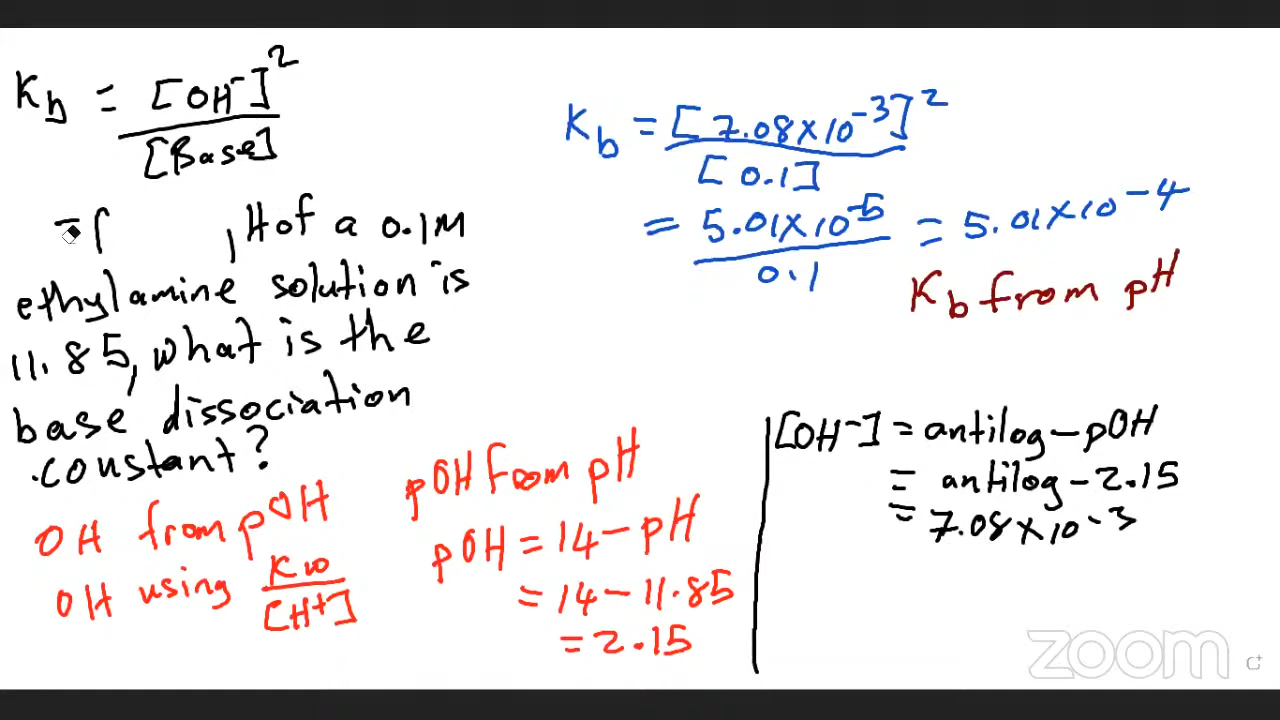 Kb = [OH⁻]²
[Base]
If pH of a 0.1M
ethylamine solution is
11.85, what is the
base dissociation
constant?
OH from pOH
OH using Kw
[H⁺]
pOH from pH
pOH = 14 - pH
= 14 - 11.85
= 2.15
Kb = [7.08×10⁻³]²
[0.1]
= 5.01×10⁻⁵ = 5.01×10⁻⁴
0.1
Kb from pH
[OH⁻] = antilog - pOH
= antilog - 2.15
= 7.08×10⁻³
zoom